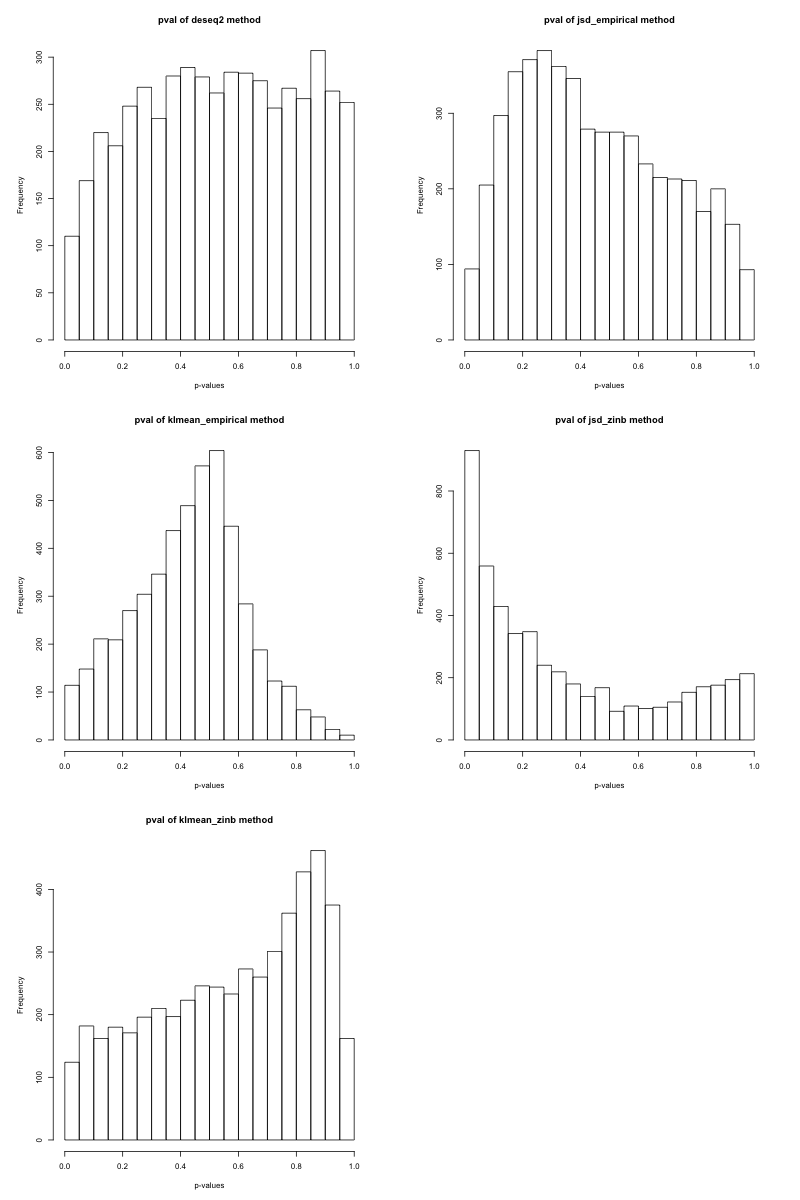 pval of deseq2 method
Frequency
0 50 100 150 200 250 300
0.0 0.2 0.4 0.6 0.8 1.0
p-values
pval of jsd_empirical method
Frequency
0 100 200 300
0.0 0.2 0.4 0.6 0.8 1.0
p-values
pval of klmean_empirical method
Frequency
0 100 200 300 400 500 600
0.0 0.2 0.4 0.6 0.8 1.0
p-values
pval of jsd_zinb method
Frequency
0 200 400 600 800
0.0 0.2 0.4 0.6 0.8 1.0
p-values
pval of klmean_zinb method
Frequency
0 100 200 300 400
0.0 0.2 0.4 0.6 0.8 1.0
p-values